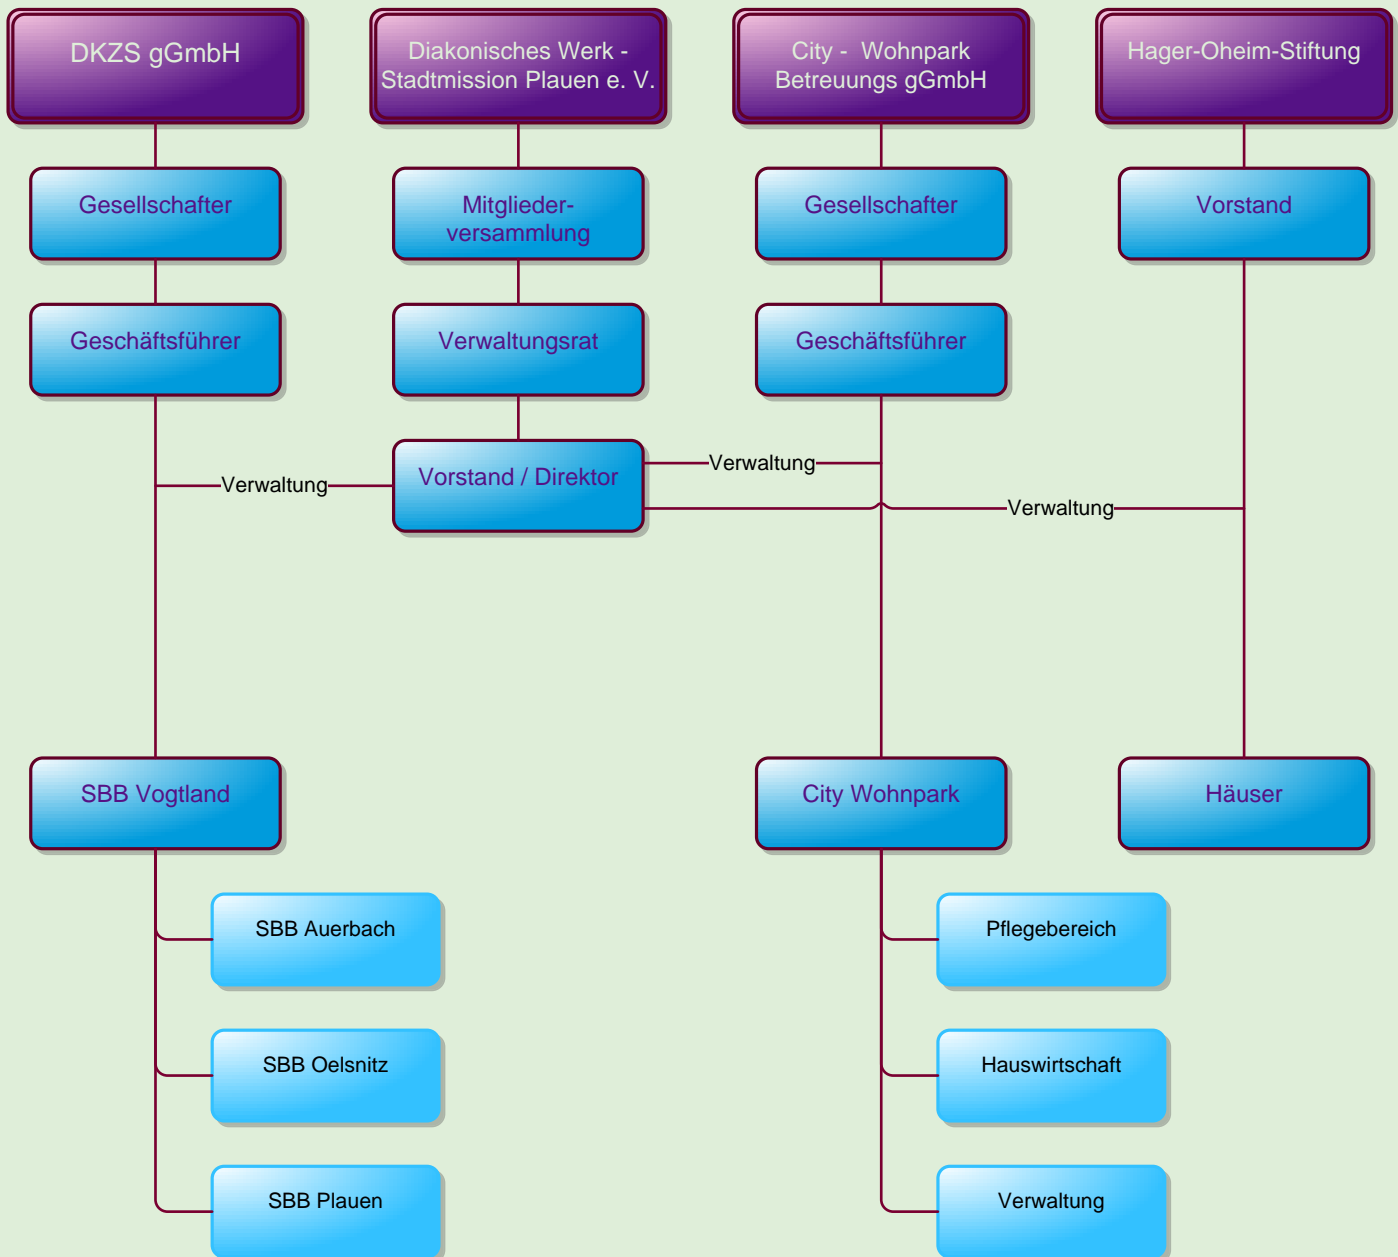 DKZS gGmbH
Diakonisches Werk -
Stadtmission Plauen e. V.
City - Wohnpark
Betreuungs gGmbH
Hager-Oheim-Stiftung
Gesellschafter
Mitglieder-
versammlung
Gesellschafter
Vorstand
Geschäftsführer
Verwaltungsrat
Geschäftsführer
Vorstand / Direktor
Verwaltung
Verwaltung
Verwaltung
SBB Vogtland
City Wohnpark
Häuser
SBB Auerbach
Pflegebereich
SBB Oelsnitz
Hauswirtschaft
SBB Plauen
Verwaltung